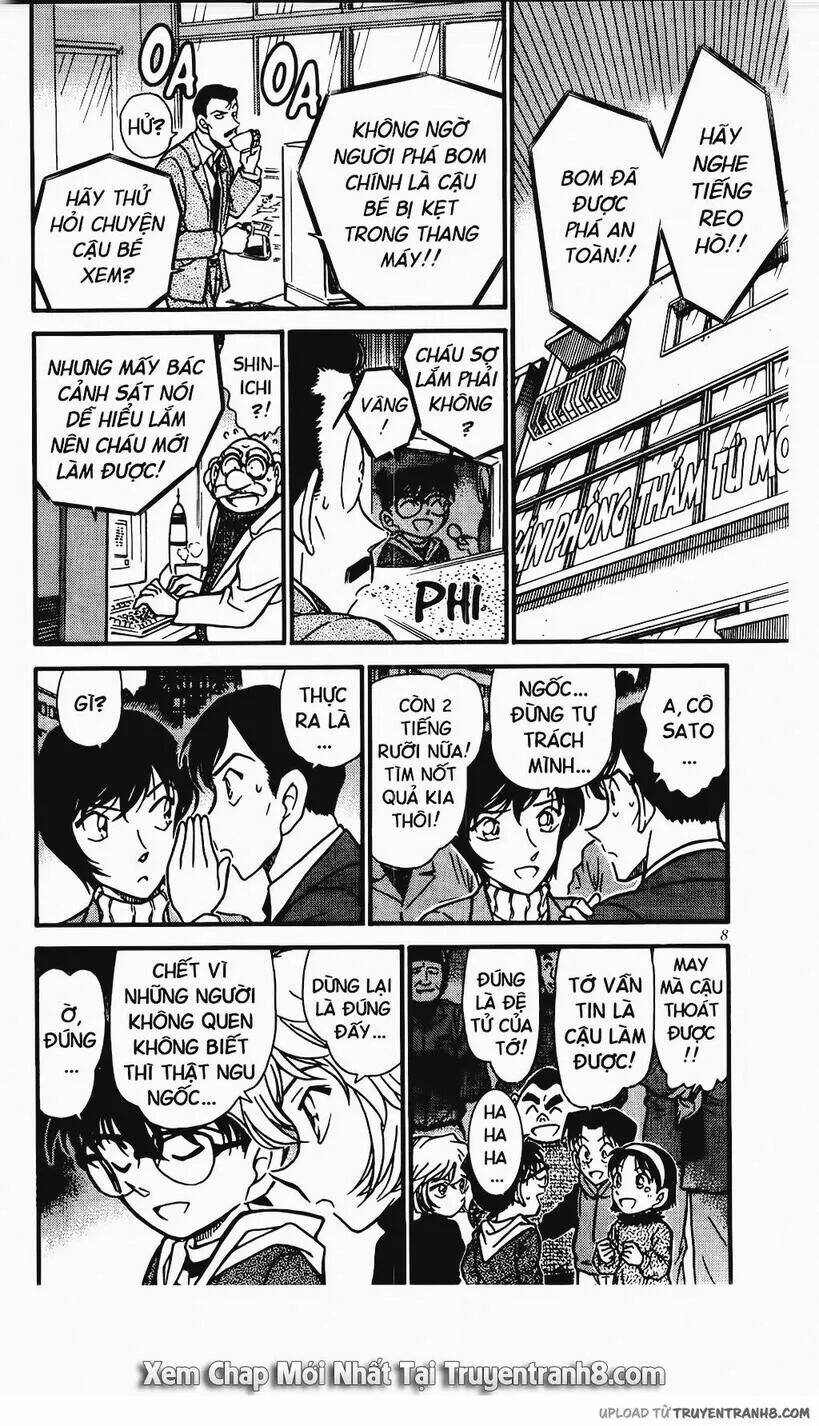 HÃY
NGHE
TIẾNG
REO
HÒ!!
BOM ĐÃ
ĐƯỢC
PHÁ AN
TOÀN!!
ĂN PHÒNG THÁM TỬ MO
OA
OA
KHÔNG NGỜ
NGƯỜI PHÁ BOM
CHÍNH LÀ CẬU
BÉ BỊ KẸT
TRONG THANG
MÁY!!
HỬ?
HÃY THỬ
HỎI CHUYỆN
CẬU BÉ
XEM?
CHÁU SỢ
LẮM PHẢI
KHÔNG
?
VÂNG
!
PHÌ
SHIN-
ICHI
?!
NHƯNG MẤY BÁC
CẢNH SÁT NÓI
DỄ HIỂU LẮM
NÊN CHÁU MỚI
LÀM ĐƯỢC!
A, CÔ
SATO
...
NGỐC...
ĐỪNG TỰ
TRÁCH
MÌNH...
CÒN 2
TIẾNG
RƯỠI NỮA!
TÌM NỐT
QUẢ KIA
THÔI!
THỰC
RA LÀ
...
GÌ?
8
MAY
MÀ CẬU
THOÁT
ĐƯỢC
!!
TỚ VẪN
TIN LÀ
CẬU LÀM
ĐƯỢC!
ĐÚNG
LÀ ĐỆ
TỬ CỦA
TỚ!
HA
HA
HA
...
DỪNG LẠI
LÀ ĐÚNG
ĐẤY...
CHẾT VÌ
NHỮNG NGƯỜI
KHÔNG QUEN
KHÔNG BIẾT
THÌ THẬT NGU
NGỐC...
Ờ,
ĐÚNG
...
Xem Chap Mới Nhất Tại Truyentranh8.com
UPLOAD TỪ TRUYENTRANH8.COM